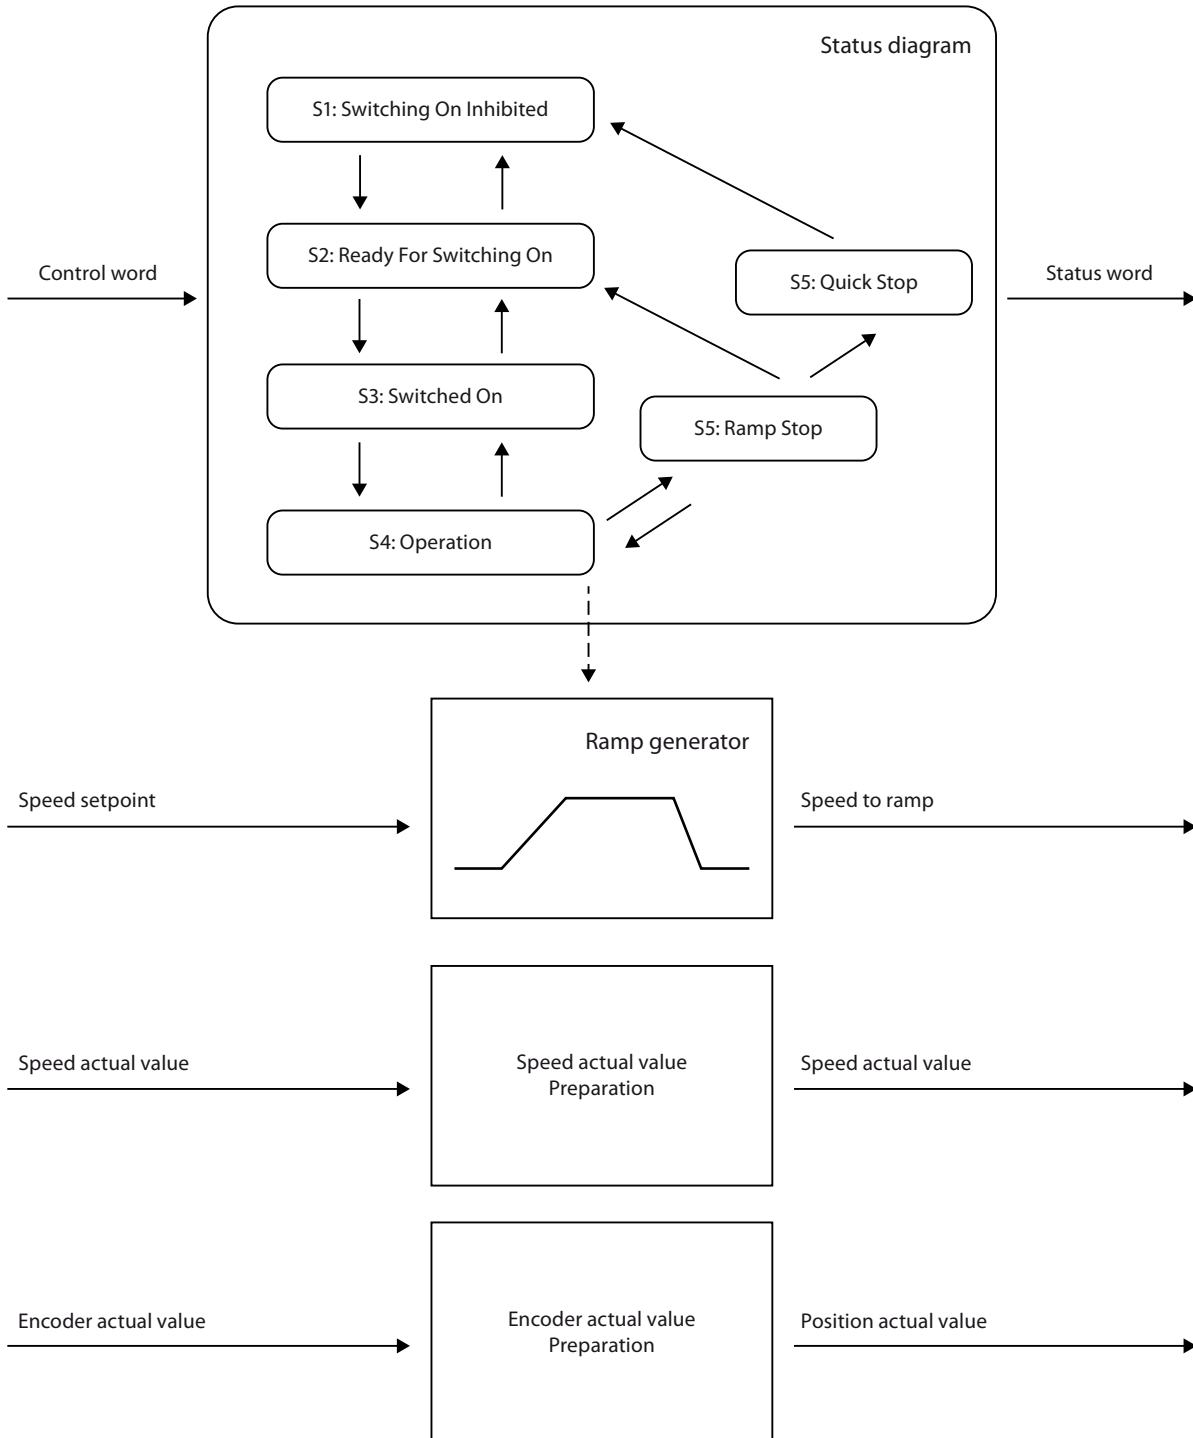 Status diagram
S1: Switching On Inhibited
S2: Ready For Switching On
Control word
S5: Quick Stop
Status word
S3: Switched On
S5: Ramp Stop
S4: Operation
Ramp generator
Speed setpoint
Speed to ramp
Speed actual value
Speed actual value
Preparation
Speed actual value
Encoder actual value
Encoder actual value
Preparation
Position actual value